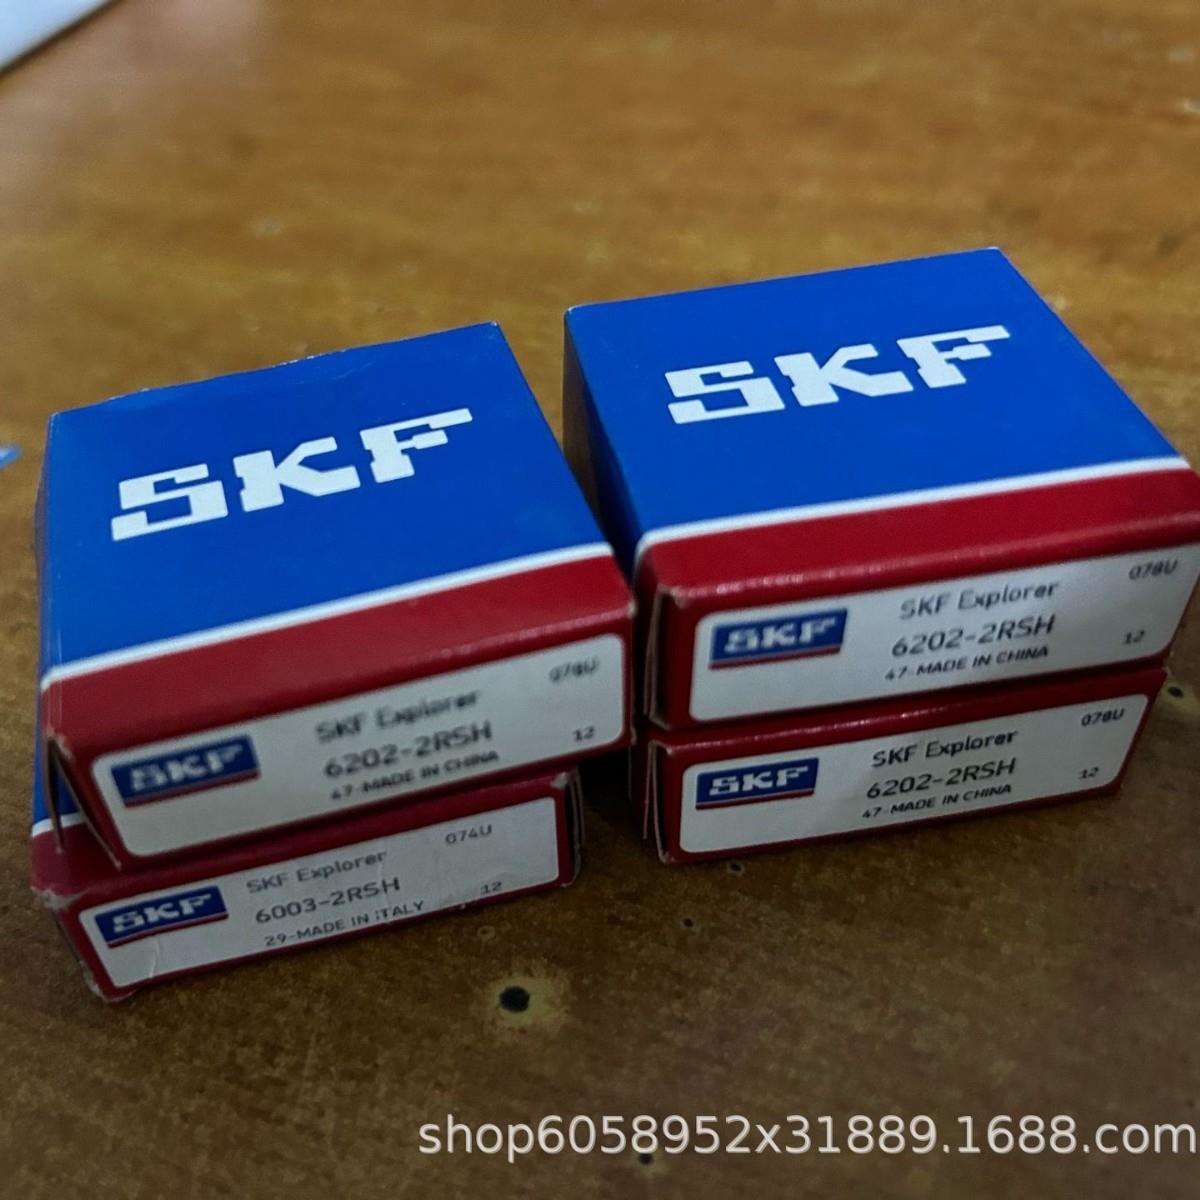 SKF
SKF
SKF
SKF Explorer
078U
6202-2RSH
12
47-MADE IN CHINA
SKF
SKF Explorer
078U
6202-2RSH
12
47-MADE IN CHINA
SKF
SKF Explorer
078U
6202-2RSH
12
47-MADE IN CHINA
SKF
SKF Explorer
074U
6003-2RSH
12
29-MADE IN ITALY
shop6058952x31889.1688.com